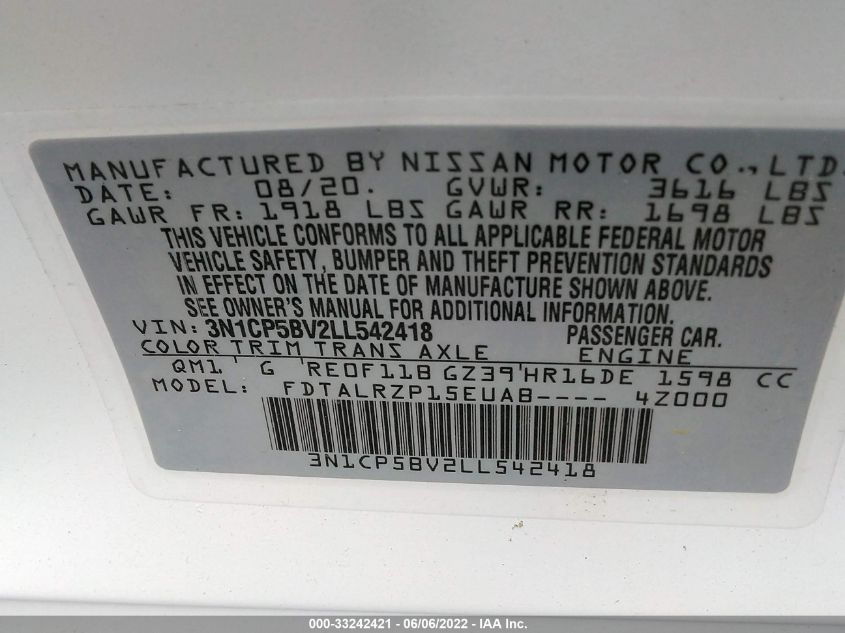 MANUFACTURED BY NISSAN MOTOR CO., LTD.
DATE: 08/20. GVWR: 3616 LBS
GAWR FR: 1918 LBS GAWR RR: 1698 LBS
THIS VEHICLE CONFORMS TO ALL APPLICABLE FEDERAL MOTOR
VEHICLE SAFETY, BUMPER AND THEFT PREVENTION STANDARDS
IN EFFECT ON THE DATE OF MANUFACTURE SHOWN ABOVE.
SEE OWNER'S MANUAL FOR ADDITIONAL INFORMATION.
VIN: 3N1CP5BV2LL542418 PASSENGER CAR.
COLOR TRIM TRANS AXLE ENGINE
QM1 ' G ' RE0F11B GZ39 ' HR16DE 1598 CC
MODEL: FDTALRZP15EUAB---- 4Z000
3N1CP5BV2LL542418
000-33242421 - 06/06/2022 - IAA Inc.